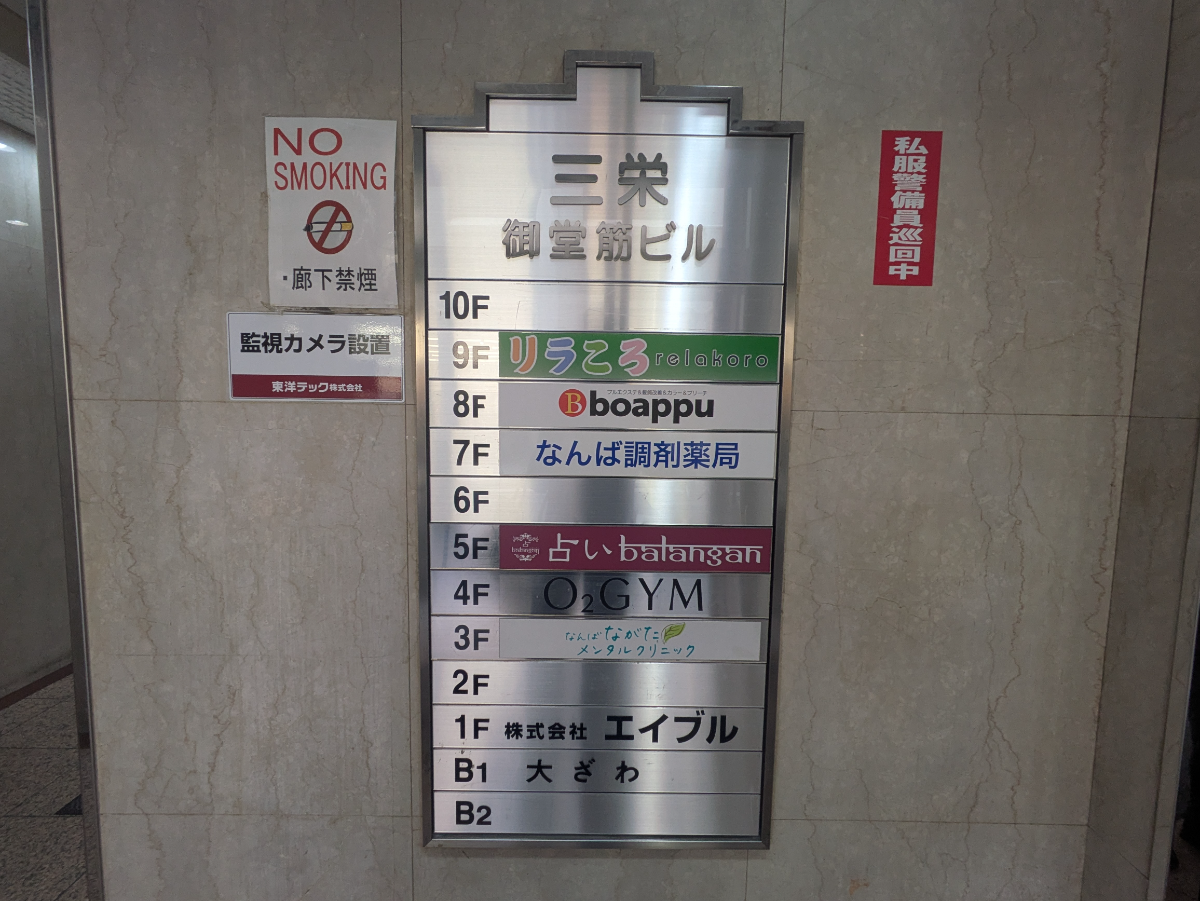 NO
SMOKING
・廊下禁煙
監視カメラ設置
東洋テック株式会社
三栄
御堂筋ビル
10F
9F リラころ relakoro
8F B boappu
7F なんば調剤薬局
6F
5F 占い batangan
4F O₂GYM
3F なんば ながた
メンタルクリニック
2F
1F 株式会社 エイブル
B1 大ざわ
B2
私服警備員巡回中